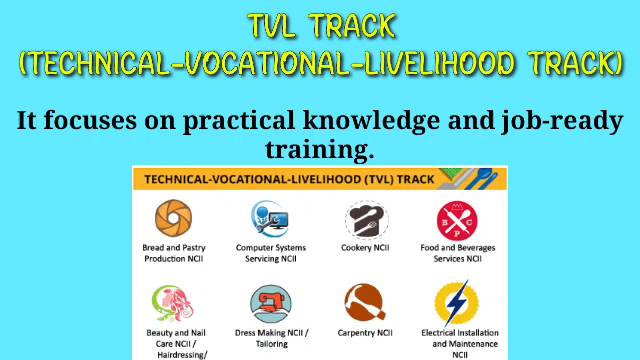 TVL TRACK
(TECHNICAL-VOCATIONAL-LIVELIHOOD TRACK)
It focuses on practical knowledge and job-ready
training.
TECHNICAL-VOCATIONAL-LIVELIHOOD (TVL) TRACK
Bread and Pastry
Production NCII
Computer Systems
Servicing NCII
Cookery NCII
B C
P
Food and Beverages
Services NCII
Beauty and Nail
Care NCII /
Hairdressing/
Dress Making NCII /
Tailoring
Carpentry NCII
Electrical Installation
and Maintenance
NCII